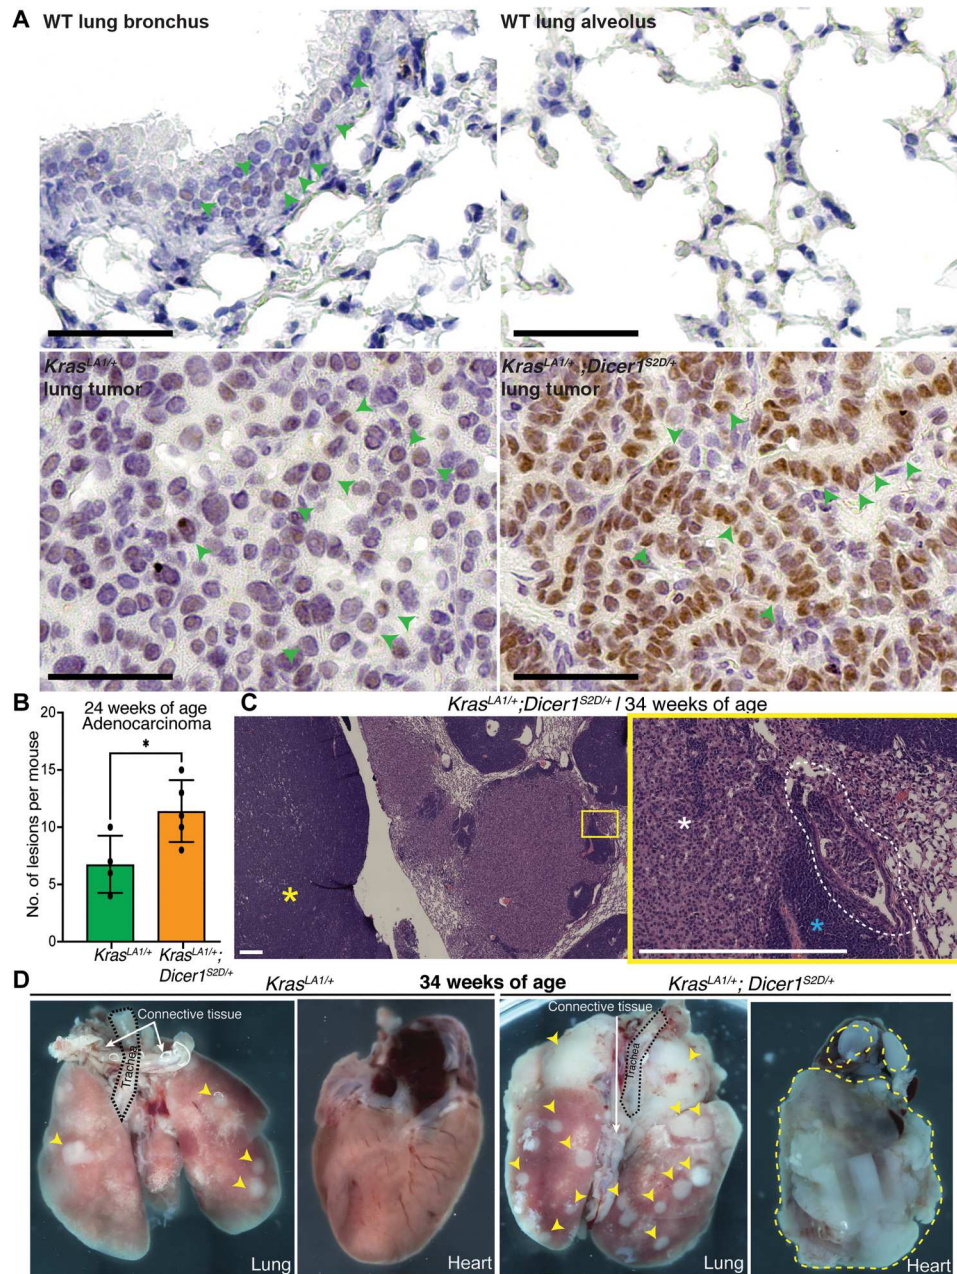 A
WT lung bronchus
WT lung alveolus
Kras^LA1/+
lung tumor
Kras^LA1/+;Dicer1^S2D/+
lung tumor
B
24 weeks of age
Adenocarcinoma
*
No. of lesions per mouse
20
15
10
5
0
Kras^LA1/+
Kras^LA1/+;
Dicer1^S2D/+
C
Kras^LA1/+;Dicer1^S2D/+ / 34 weeks of age
*
*
*
D
Kras^LA1/+
34 weeks of age
Kras^LA1/+; Dicer1^S2D/+
Connective tissue
Trachea
Lung
Heart
Connective tissue
Trachea
Lung
Heart